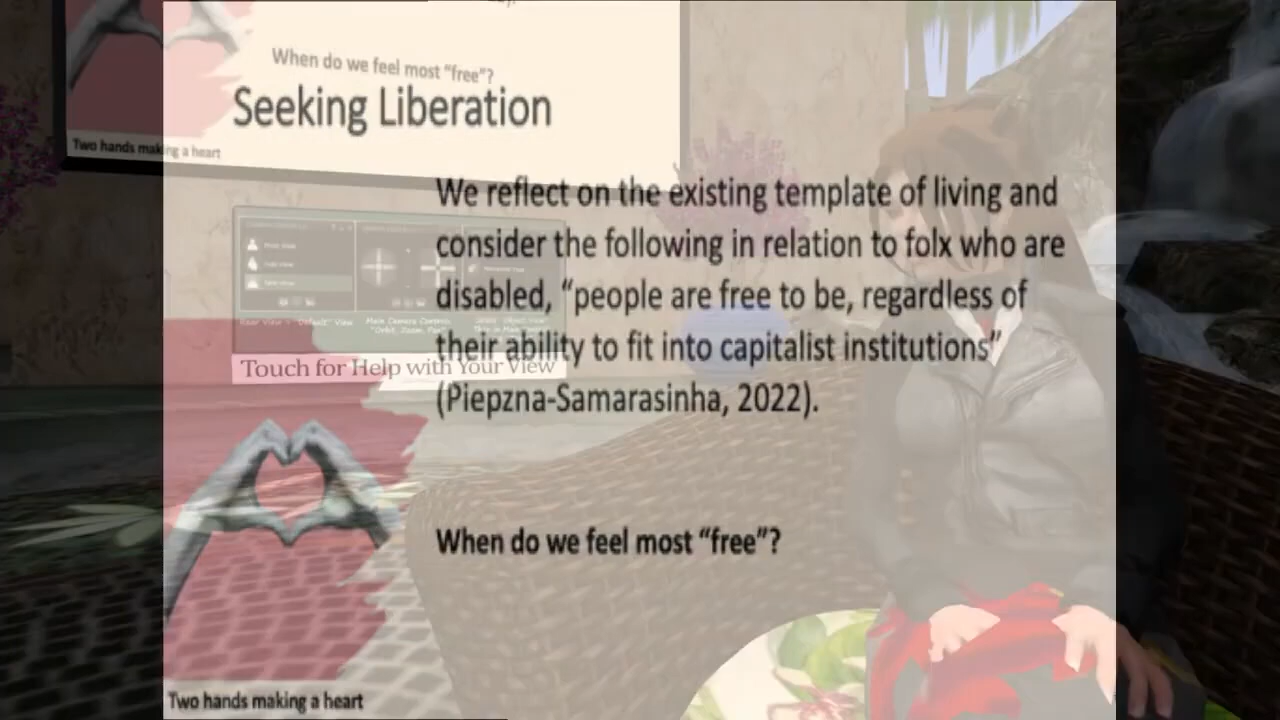 When do we feel most “free”?
Seeking Liberation
Two hands making a heart
We reflect on the existing template of living and
consider the following in relation to folx who are
disabled, “people are free to be, regardless of
their ability to fit into capitalist institutions”
(Piepzna-Samarasinha, 2022).
Touch for Help with Your View
When do we feel most “free”?
Two hands making a heart